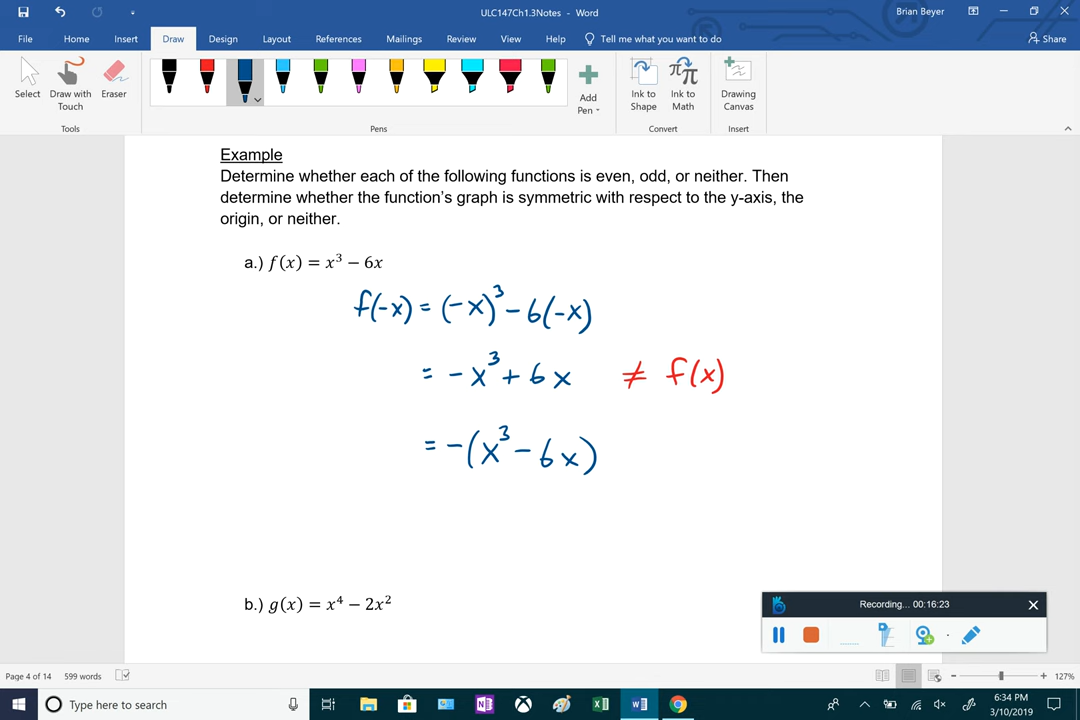 ULC147Ch1.3Notes - Word
Brian Beyer
File Home Insert Draw Design Layout References Mailings Review View Help Tell me what you want to do Share
Select Draw with Touch Eraser Add Pen Ink to Shape Ink to Math Drawing Canvas
Tools Pens Convert Insert
Example
Determine whether each of the following functions is even, odd, or neither. Then
determine whether the function's graph is symmetric with respect to the y-axis, the
origin, or neither.
a.) f(x) = x³ − 6x
f(-x) = (-x)³ - 6(-x)
= -x³ + 6x ≠ f(x)
= -(x³ - 6x)
b.) g(x) = x⁴ − 2x²
Recording... 00:16:23
Page 4 of 14 599 words 127%
Type here to search
6:34 PM
3/10/2019